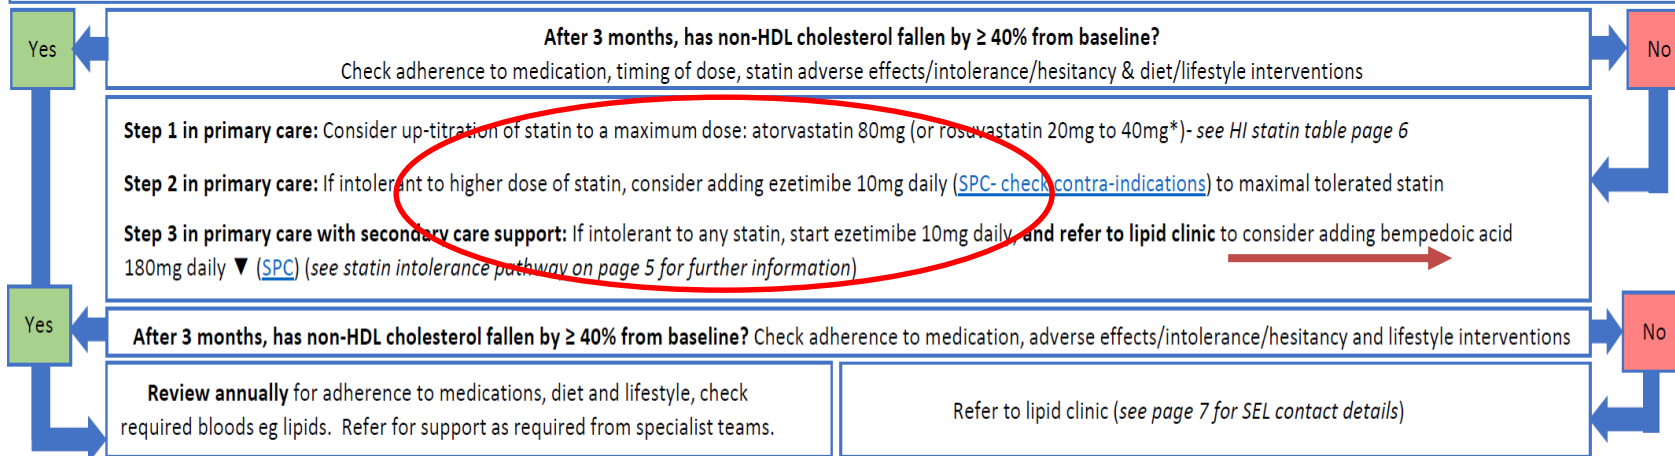 Yes
After 3 months, has non-HDL cholesterol fallen by ≥ 40% from baseline?
Check adherence to medication, timing of dose, statin adverse effects/intolerance/hesitancy & diet/lifestyle interventions
No
Step 1 in primary care: Consider up-titration of statin to a maximum dose: atorvastatin 80mg (or rosuvastatin 20mg to 40mg*)- see HI statin table page 6
Step 2 in primary care: If intolerant to higher dose of statin, consider adding ezetimibe 10mg daily (SPC- check contra-indications) to maximal tolerated statin
Step 3 in primary care with secondary care support: If intolerant to any statin, start ezetimibe 10mg daily, and refer to lipid clinic to consider adding bempedoic acid
180mg daily ▼ (SPC) (see statin intolerance pathway on page 5 for further information)
Yes
After 3 months, has non-HDL cholesterol fallen by ≥ 40% from baseline? Check adherence to medication, adverse effects/intolerance/hesitancy and lifestyle interventions
No
Review annually for adherence to medications, diet and lifestyle, check
required bloods eg lipids. Refer for support as required from specialist teams.
Refer to lipid clinic (see page 7 for SEL contact details)